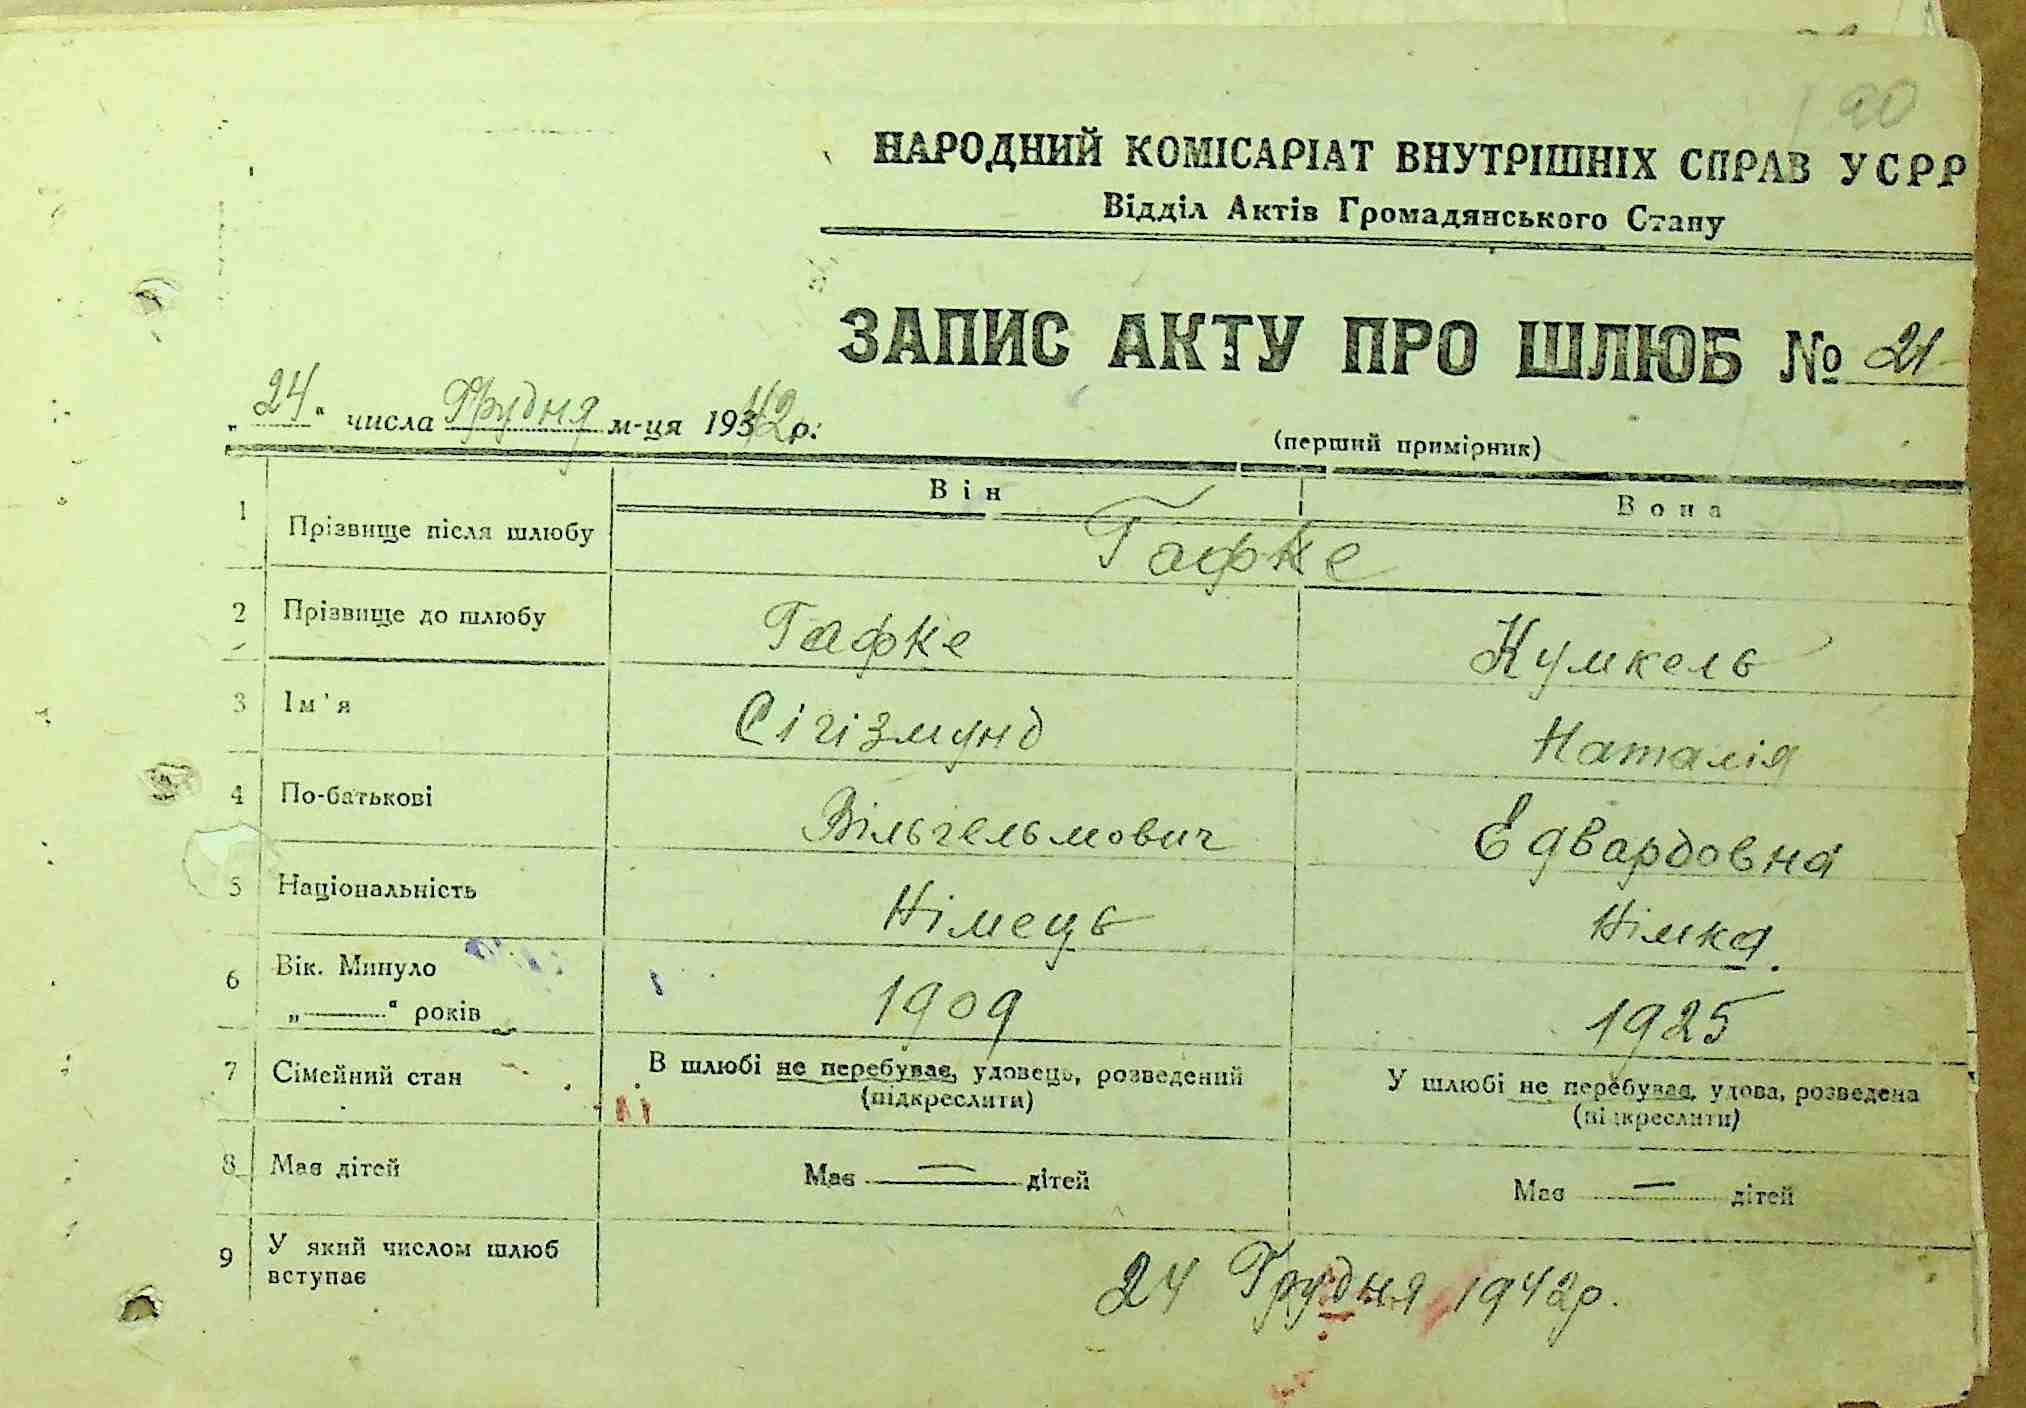 90
НАРОДНИЙ КОМІСАРІАТ ВНУТРІШНІХ СПРАВ УСРР
Відділ Актів Громадянського Стану
ЗАПИС АКТУ ПРО ШЛЮБ № 21
„24“ числа Грудня м-ця 1942р.
(перший примірник)
Він Вона
1 Прізвище після шлюбу Гафке
2 Прізвище до шлюбу Гафке Кумкель
3 Ім'я Сігізмунд Наталія
4 По-батькові Вільгельмович Едвардовна
5 Національність Німець Німка
6 Вік. Минуло
„———“ років 1909 1925
7 Сімейний стан В шлюбі не перебуває, удовець, розведений У шлюбі не перебуває, удова, розведена
(підкреслити) (підкреслити)
8 Має дітей Має — дітей Має — дітей
9 У який числом шлюб
вступає 24 Грудня 1942р.